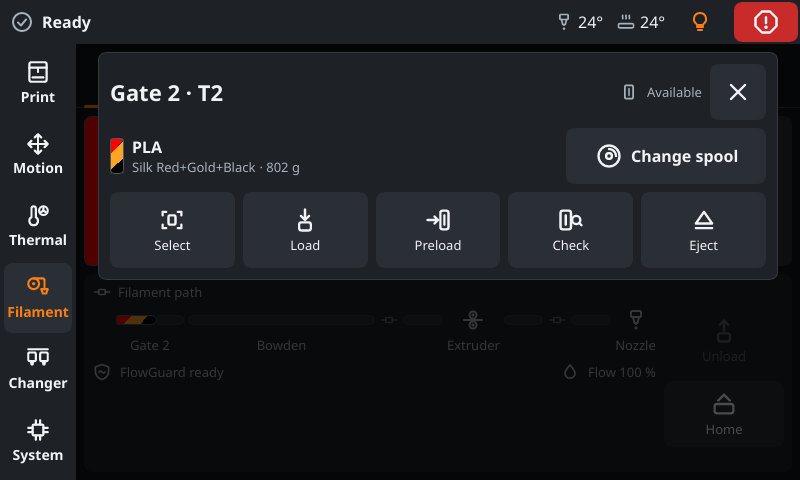 Ready
24°
24°
Print
Motion
Thermal
Filament
Changer
System
Gate 2 · T2
Available
PLA
Silk Red+Gold+Black · 802 g
Change spool
Select
Load
Preload
Check
Eject
Filament path
Gate 2
Bowden
Extruder
Nozzle
FlowGuard ready
Flow 100 %
Unload
Home